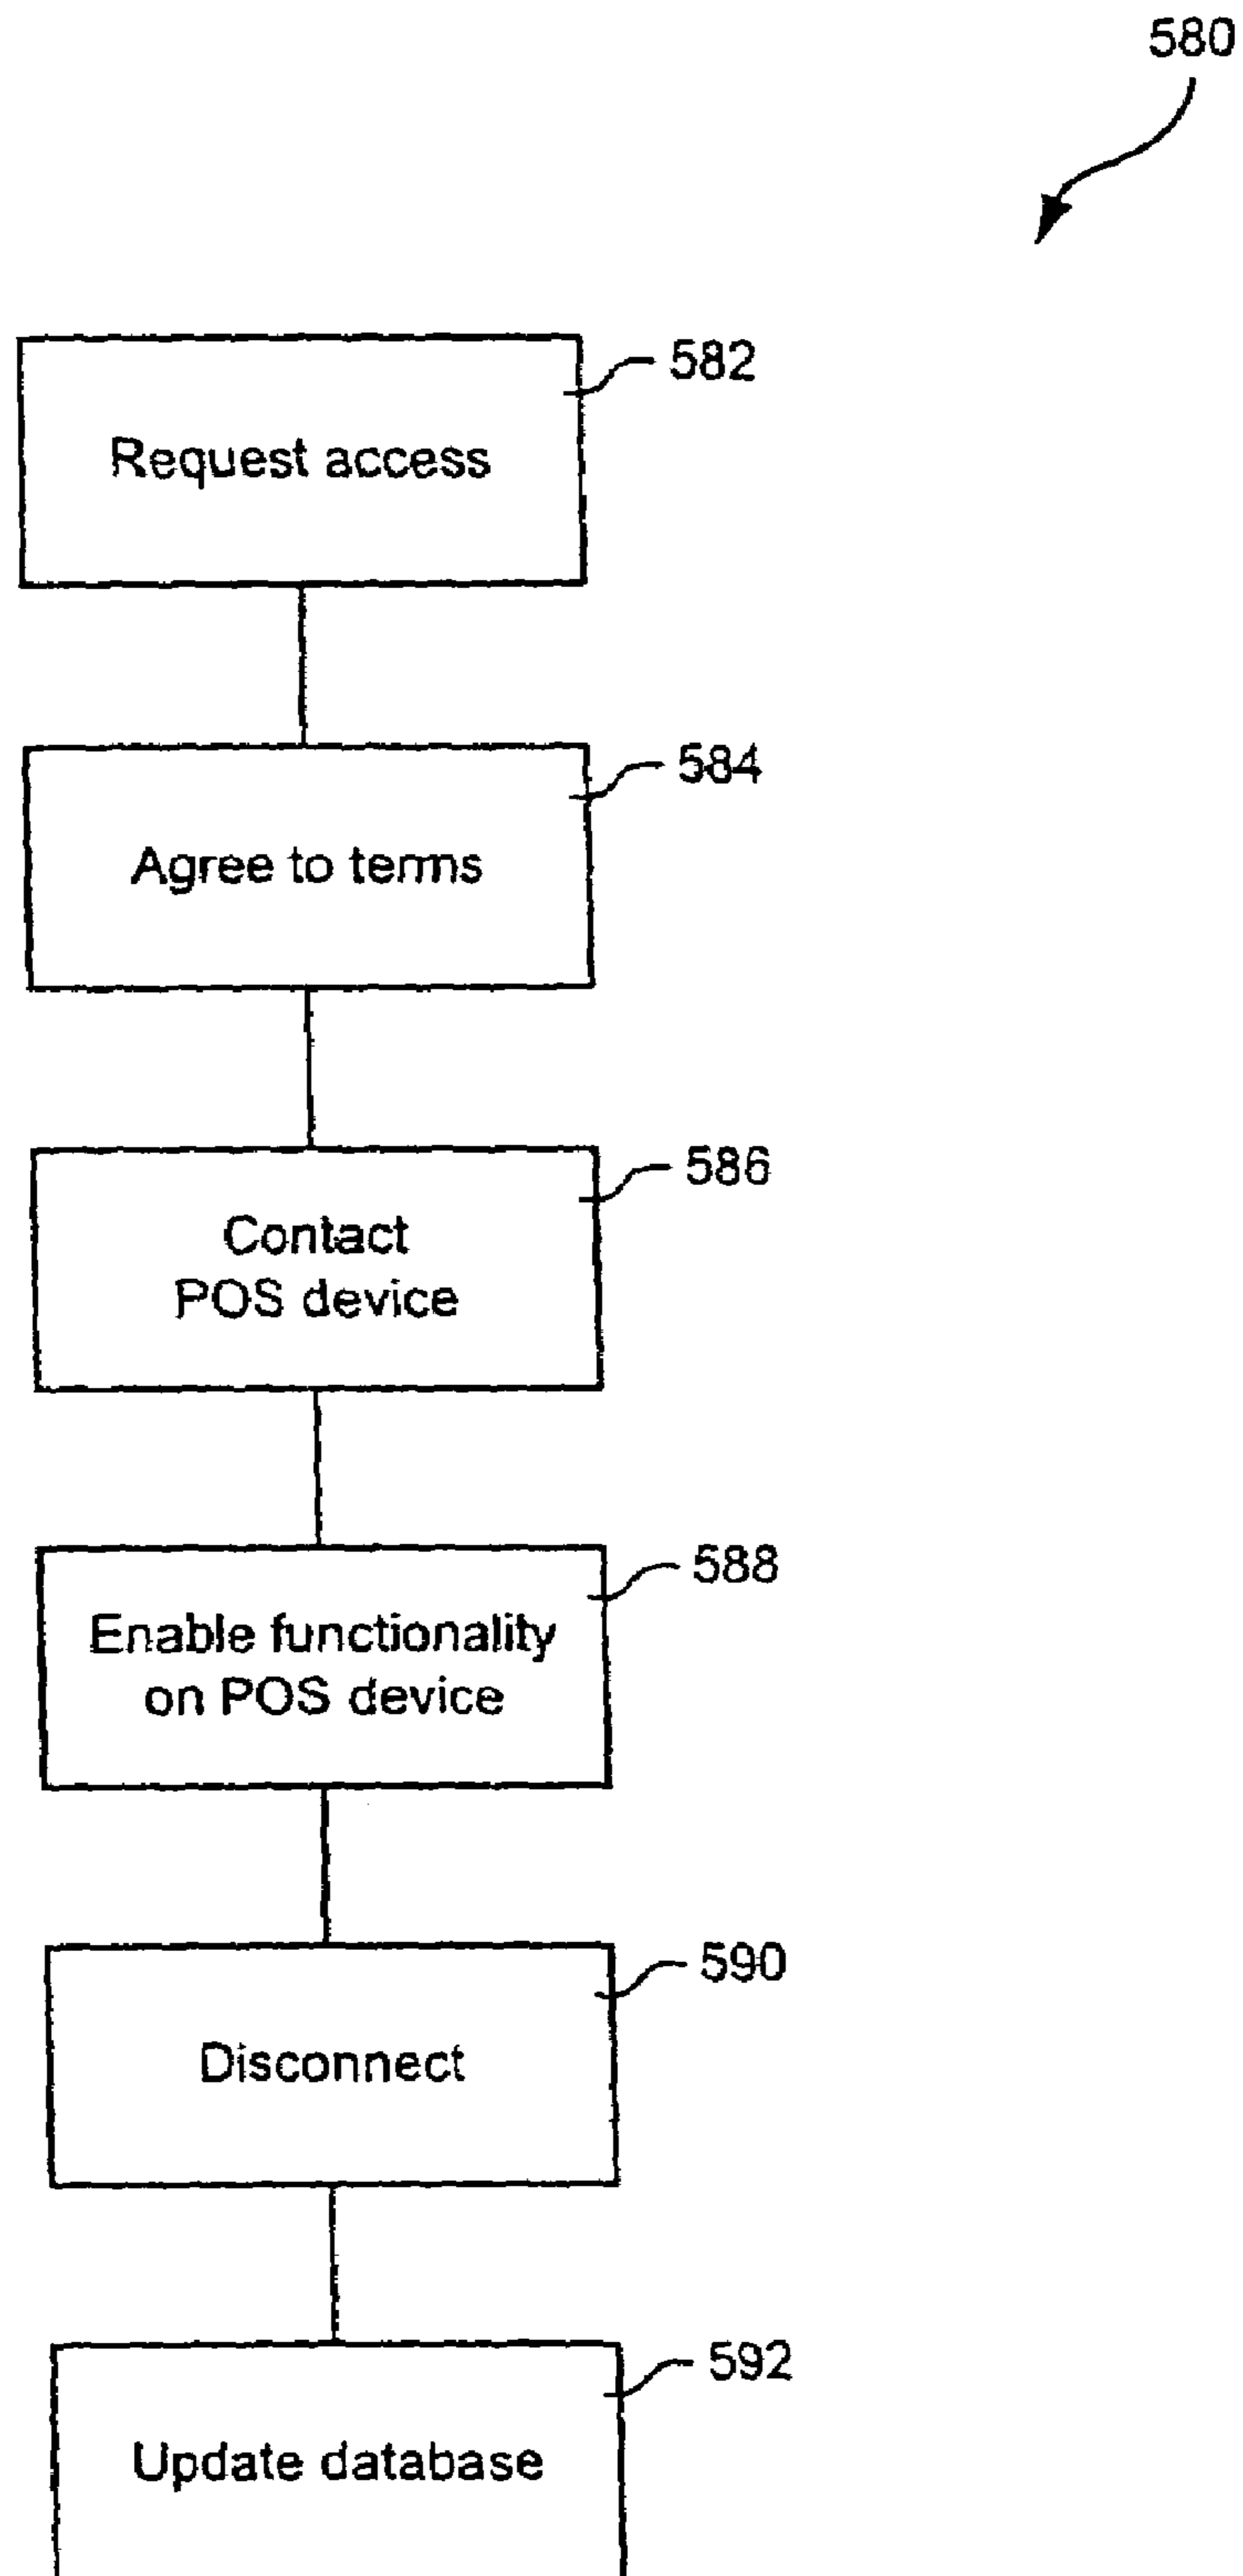 580
582
Request access
584
Agree to terms
586
Contact
POS device
588
Enable functionality
on POS device
590
Disconnect
592
Update database